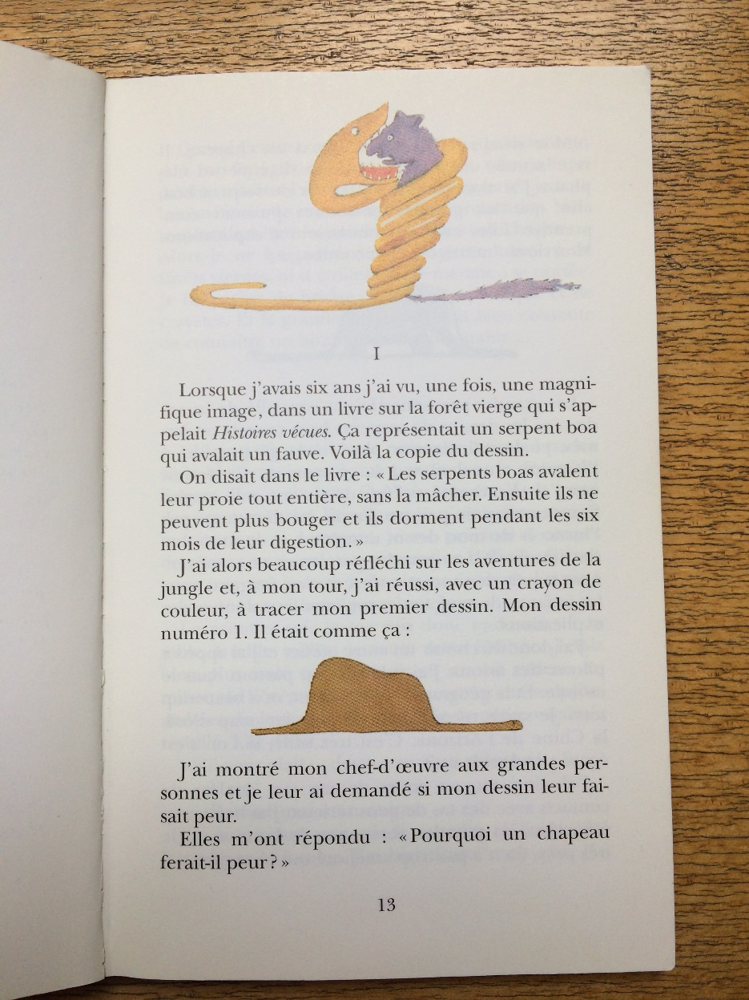 I
Lorsque j’avais six ans j’ai vu, une fois, une magni-
fique image, dans un livre sur la forêt vierge qui s’ap-
pelait Histoires vécues. Ça représentait un serpent boa
qui avalait un fauve. Voilà la copie du dessin.
On disait dans le livre : « Les serpents boas avalent
leur proie tout entière, sans la mâcher. Ensuite ils ne
peuvent plus bouger et ils dorment pendant les six
mois de leur digestion. »
J’ai alors beaucoup réfléchi sur les aventures de la
jungle et, à mon tour, j’ai réussi, avec un crayon de
couleur, à tracer mon premier dessin. Mon dessin
numéro 1. Il était comme ça :
J’ai montré mon chef-d’œuvre aux grandes per-
sonnes et je leur ai demandé si mon dessin leur fai-
sait peur.
Elles m’ont répondu : « Pourquoi un chapeau
ferait-il peur ? »
13